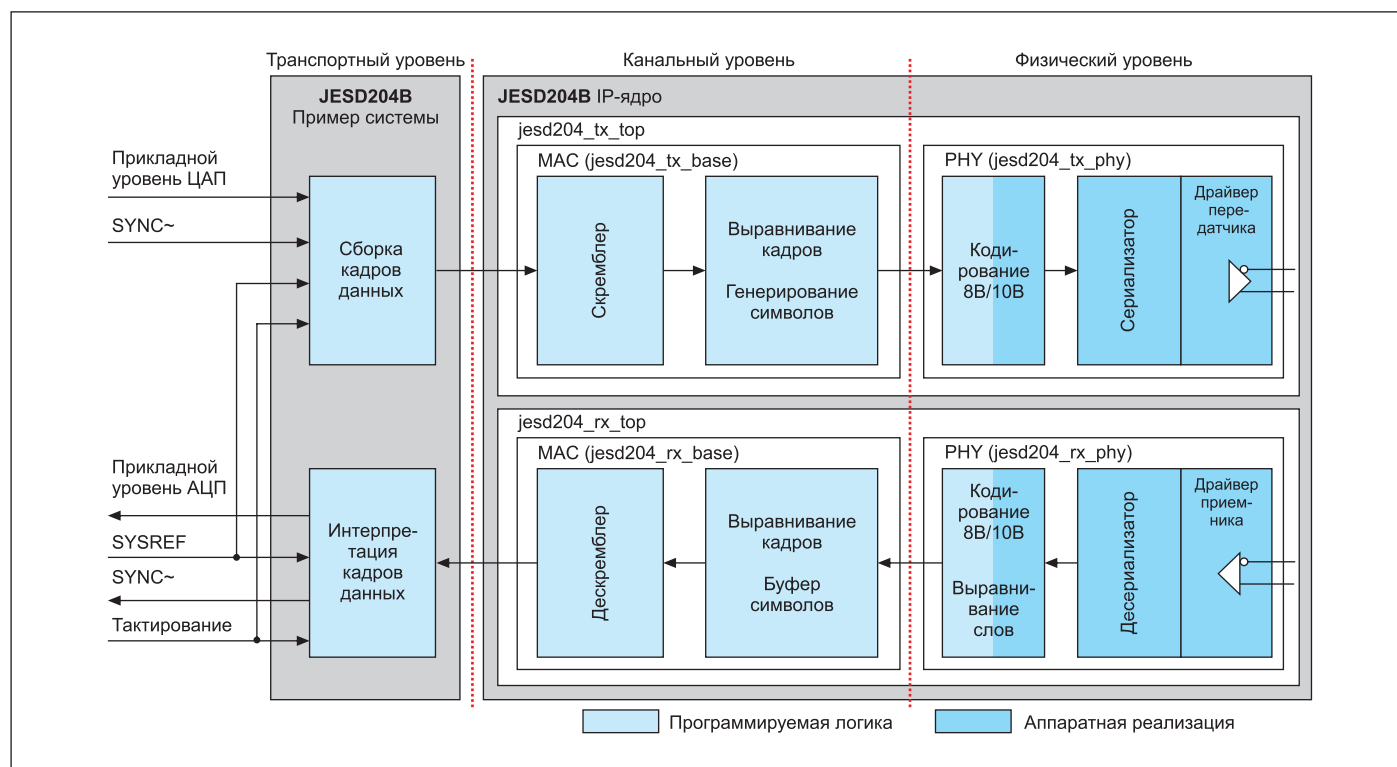 Транспортный уровень
Канальный уровень
Физический уровень
JESD204B
Пример системы
JESD204B IP-ядро
jesd204_tx_top
MAC (jesd204_tx_base)
PHY (jesd204_tx_phy)
Прикладной
уровень ЦАП
SYNC~
Сборка
кадров
данных
Скремблер
Выравнивание
кадров
Генерирование
символов
Коди-
рование
8B/10B
Сериализатор
Драйвер
пере-
датчика
jesd204_rx_top
MAC (jesd204_rx_base)
PHY (jesd204_rx_phy)
Прикладной
уровень АЦП
SYSREF
SYNC~
Тактирование
Интерпре-
тация
кадров
данных
Дескремблер
Выравнивание
кадров
Буфер
символов
Коди-
рование
8B/10B
Выравни-
вание
слов
Десериализатор
Драйвер
прием-
ника
Программируемая логика
Аппаратная реализация